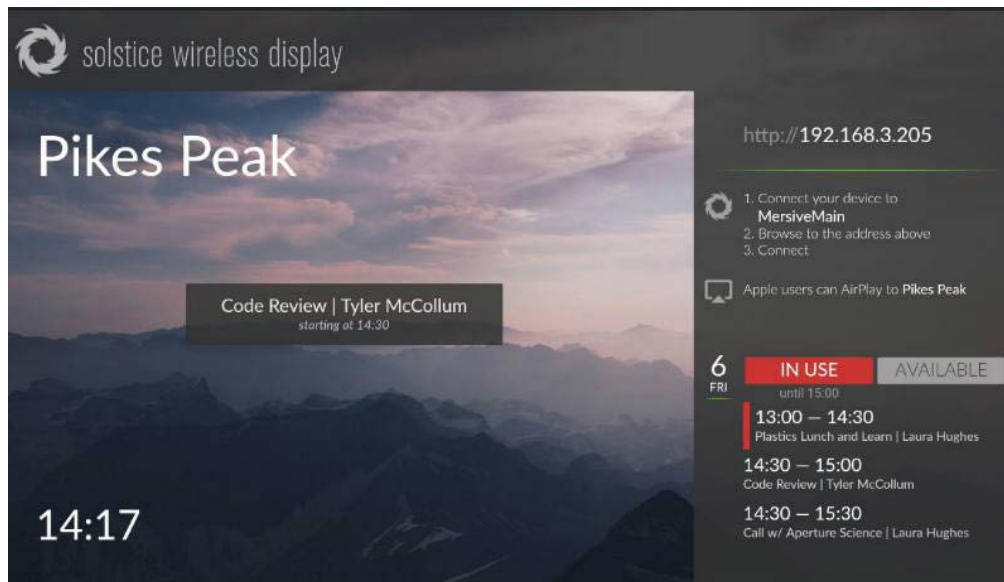 solstice wireless display
Pikes Peak
Code Review | Tyler McCollum
starting at 14:30
14:17
http://192.168.3.205
1. Connect your device to
MersiveMain
2. Browse to the address above
3. Connect
Apple users can AirPlay to Pikes Peak
6
FRI
IN USE
AVAILABLE
until 15:00
13:00 — 14:30
Plastics Lunch and Learn | Laura Hughes
14:30 — 15:00
Code Review | Tyler McCollum
14:30 — 15:30
Call w/ Aperture Science | Laura Hughes